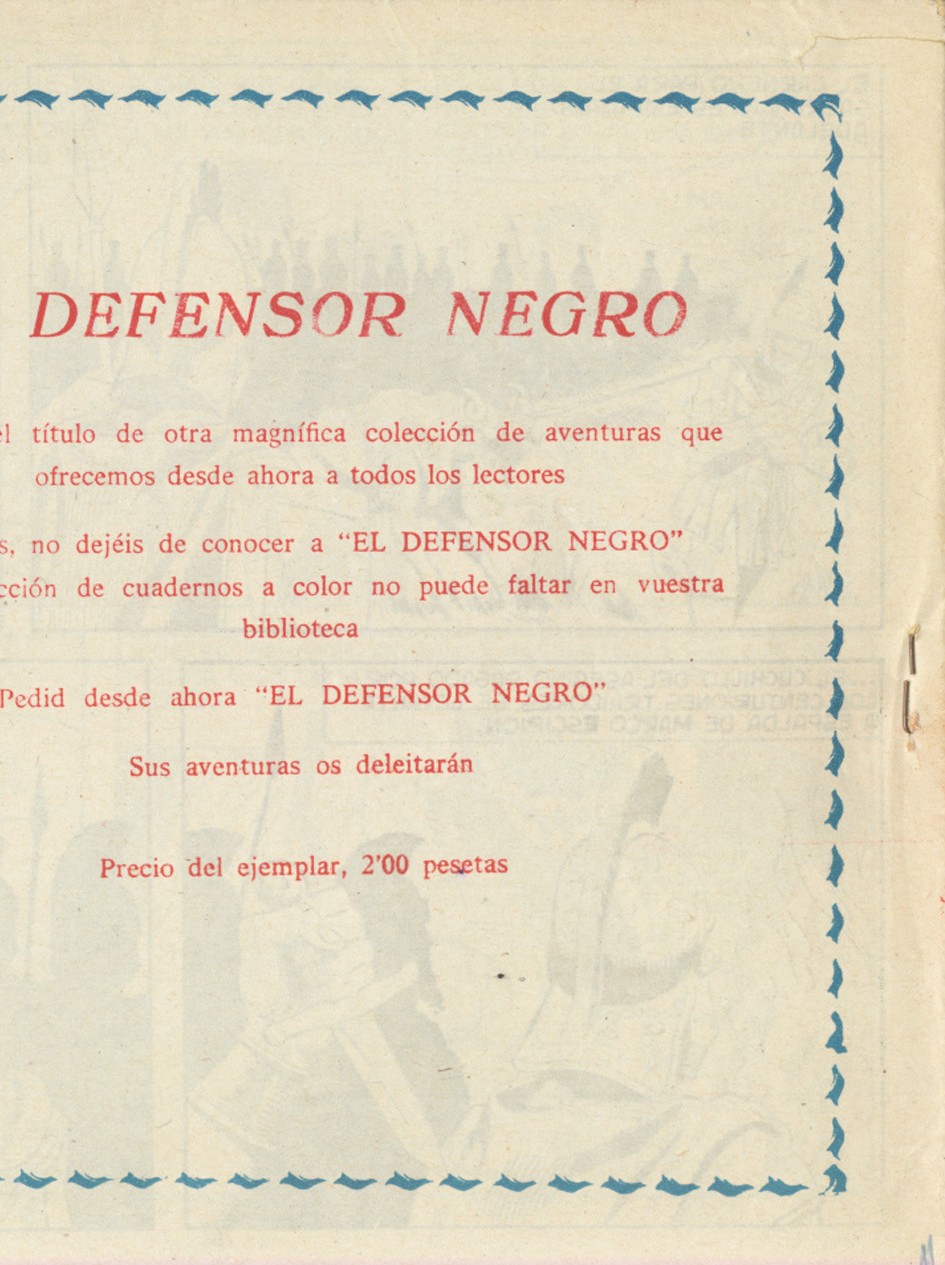 DEFENSOR NEGRO
el título de otra magnífica colección de aventuras que
ofrecemos desde ahora a todos los lectores
s, no dejéis de conocer a “EL DEFENSOR NEGRO”
cción de cuadernos a color no puede faltar en vuestra
biblioteca
Pedid desde ahora “EL DEFENSOR NEGRO”
Sus aventuras os deleitarán
Precio del ejemplar, 2'00 pesetas